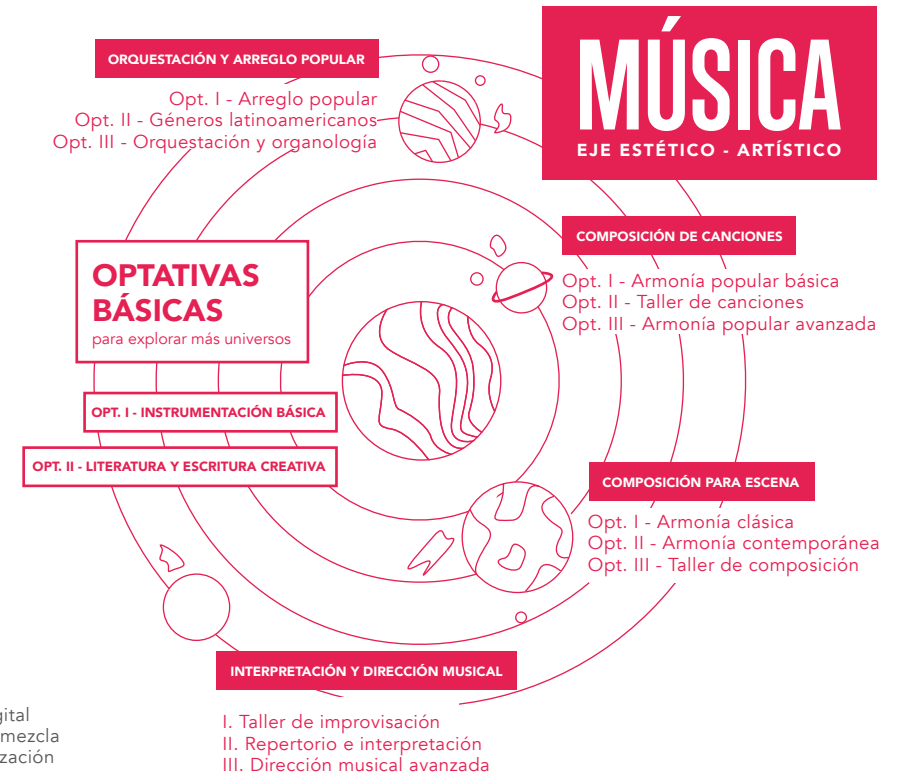 MÚSICA
EJE ESTÉTICO - ARTÍSTICO
ORQUESTACIÓN Y ARREGLO POPULAR
Opt. I - Arreglo popular
Opt. II - Géneros latinoamericanos
Opt. III - Orquestación y organología
COMPOSICIÓN DE CANCIONES
Opt. I - Armonía popular básica
Opt. II - Taller de canciones
Opt. III - Armonía popular avanzada
OPTATIVAS
BÁSICAS
para explorar más universos
OPT. I - INSTRUMENTACIÓN BÁSICA
OPT. II - LITERATURA Y ESCRITURA CREATIVA
COMPOSICIÓN PARA ESCENA
Opt. I - Armonía clásica
Opt. II - Armonía contemporánea
Opt. III - Taller de composición
INTERPRETACIÓN Y DIRECCIÓN MUSICAL
I. Taller de improvisación
II. Repertorio e interpretación
III. Dirección musical avanzada
mezcla